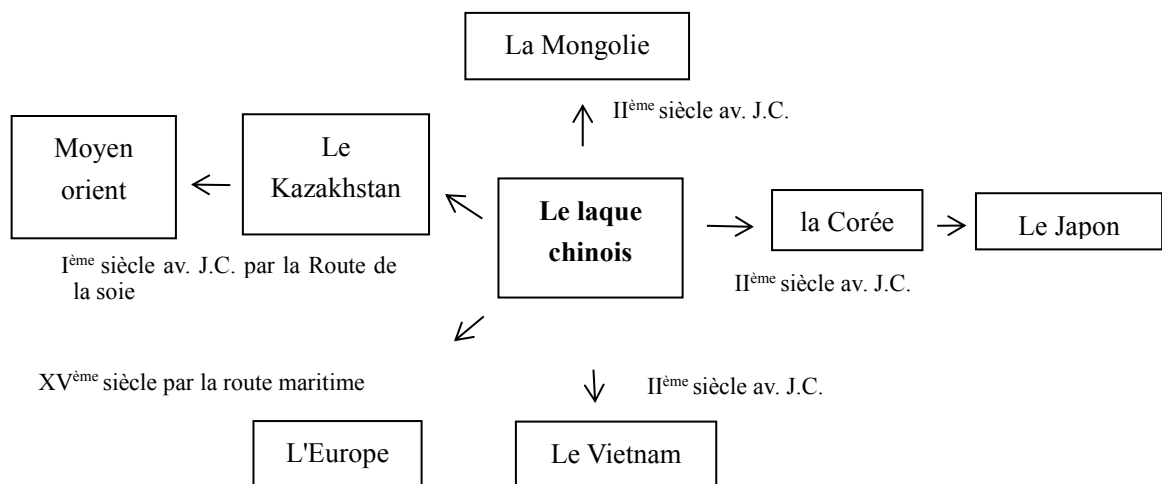 La Mongolie
IIème siècle av. J.C.
Moyen
orient
Le
Kazakhstan
Le laque
chinois
la Corée
Le Japon
Ième siècle av. J.C. par la Route de
la soie
IIème siècle av. J.C.
XVème siècle par la route maritime
IIème siècle av. J.C.
L'Europe
Le Vietnam